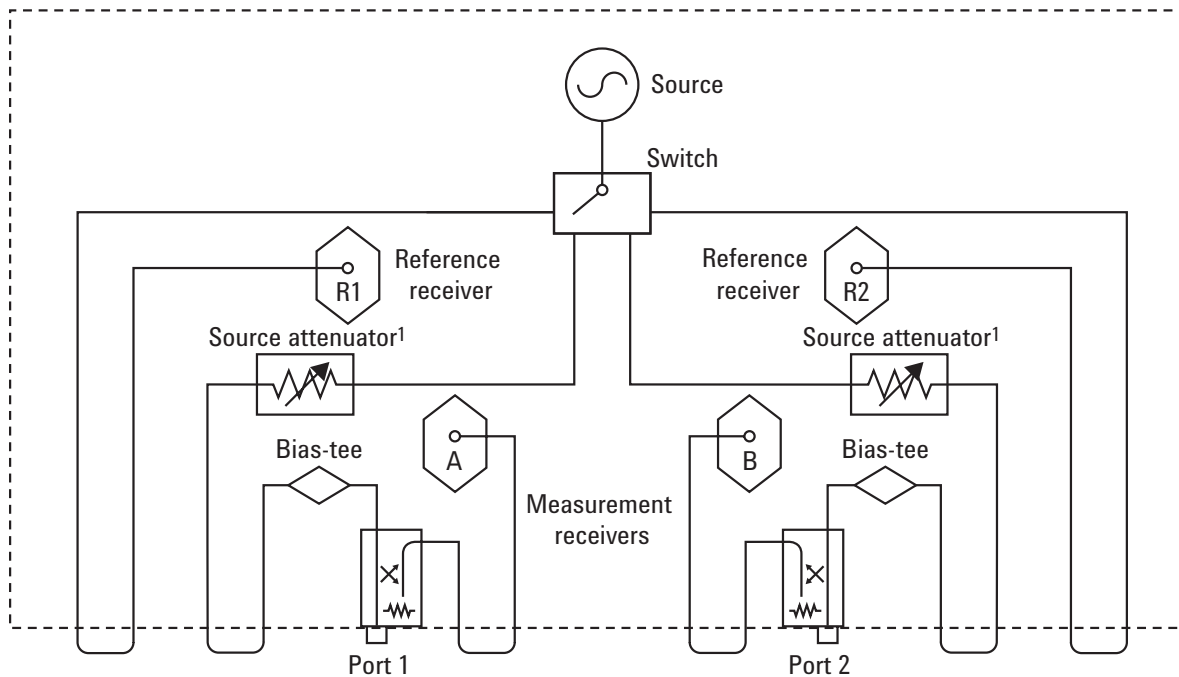 Source
Switch
Reference
receiver
R1
Reference
receiver
R2
Source attenuator1
Source attenuator1
A
B
Bias-tee
Bias-tee
Measurement
receivers
Port 1
Port 2